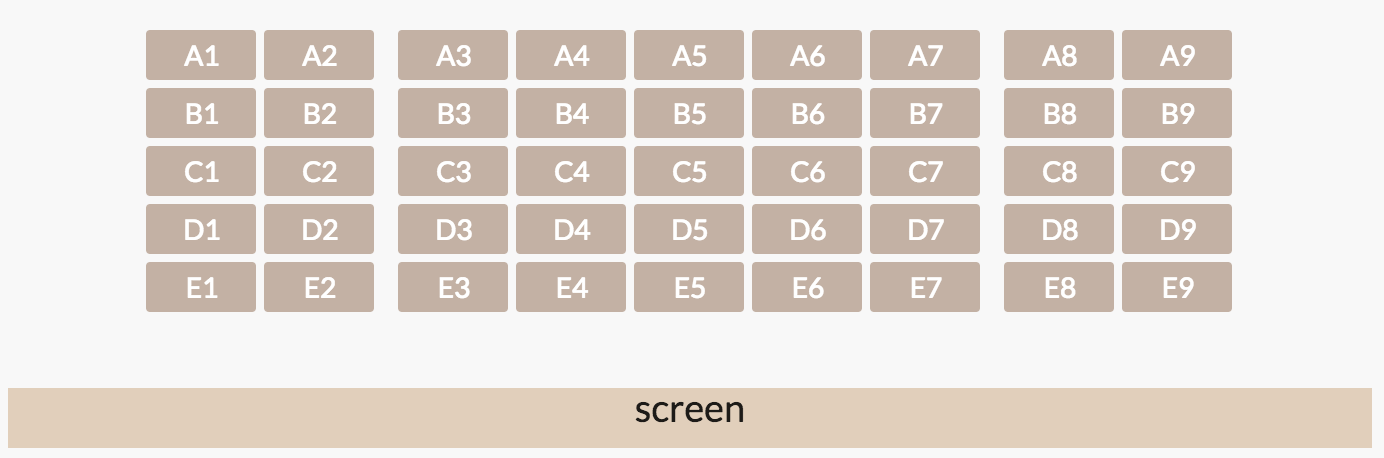 A1 A2 A3 A4 A5 A6 A7 A8 A9
B1 B2 B3 B4 B5 B6 B7 B8 B9
C1 C2 C3 C4 C5 C6 C7 C8 C9
D1 D2 D3 D4 D5 D6 D7 D8 D9
E1 E2 E3 E4 E5 E6 E7 E8 E9
screen